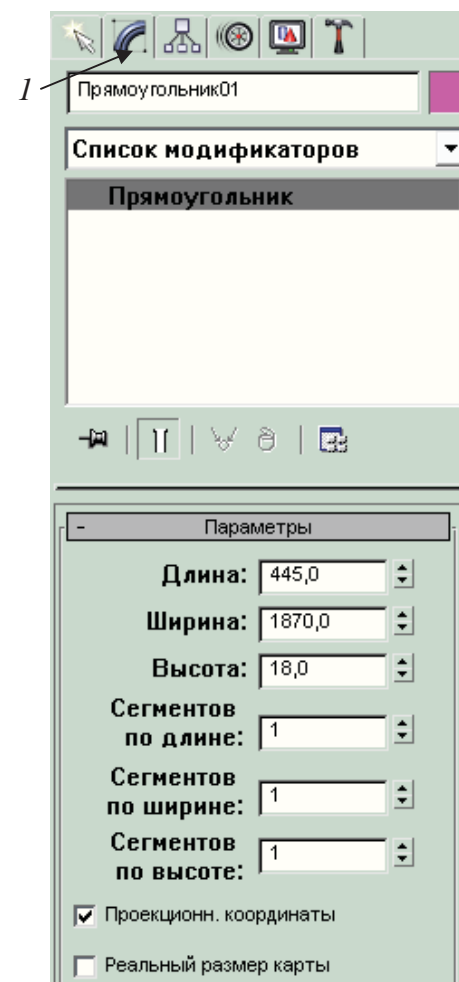 1
Прямоугольник01
Список модификаторов
Прямоугольник
- Параметры
Длина: 445,0
Ширина: 1870,0
Высота: 18,0
Сегментов
по длине: 1
Сегментов
по ширине: 1
Сегментов
по высоте: 1
Проекционн. координаты
Реальный размер карты